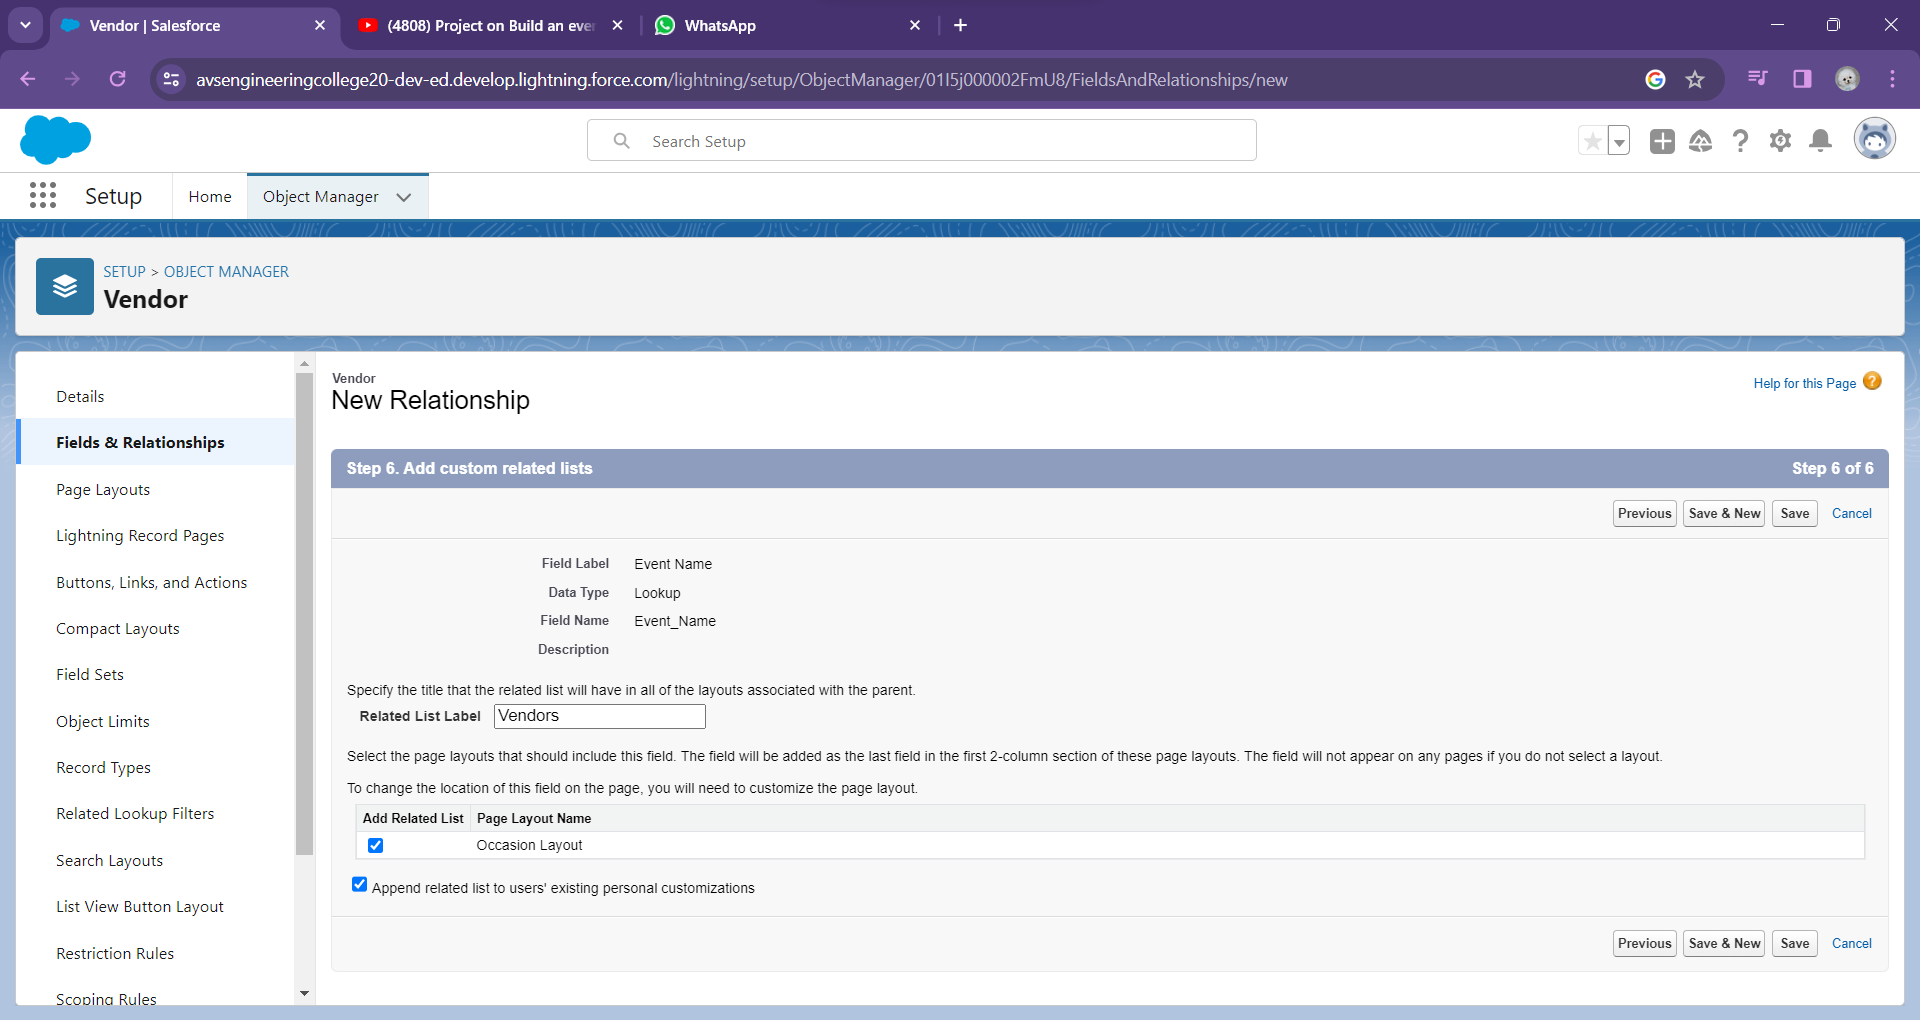 Vendor | Salesforce
(4808) Project on Build an eve
WhatsApp
avsengineeringcollege20-dev-ed.develop.lightning.force.com/lightning/setup/ObjectManager/01I5j000002FmU8/FieldsAndRelationships/new
Search Setup
Setup
Home
Object Manager
SETUP > OBJECT MANAGER
Vendor
Details
Fields & Relationships
Page Layouts
Lightning Record Pages
Buttons, Links, and Actions
Compact Layouts
Field Sets
Object Limits
Record Types
Related Lookup Filters
Search Layouts
List View Button Layout
Restriction Rules
Scoping Rules
Vendor
New Relationship
Help for this Page ?
Step 6. Add custom related lists
Step 6 of 6
Previous Save & New Save Cancel
Field Label Event Name
Data Type Lookup
Field Name Event_Name
Description
Specify the title that the related list will have in all of the layouts associated with the parent.
Related List Label Vendors
Select the page layouts that should include this field. The field will be added as the last field in the first 2-column section of these page layouts. The field will not appear on any pages if you do not select a layout.
To change the location of this field on the page, you will need to customize the page layout.
Add Related List Page Layout Name
Occasion Layout
Append related list to users' existing personal customizations
Previous Save & New Save Cancel